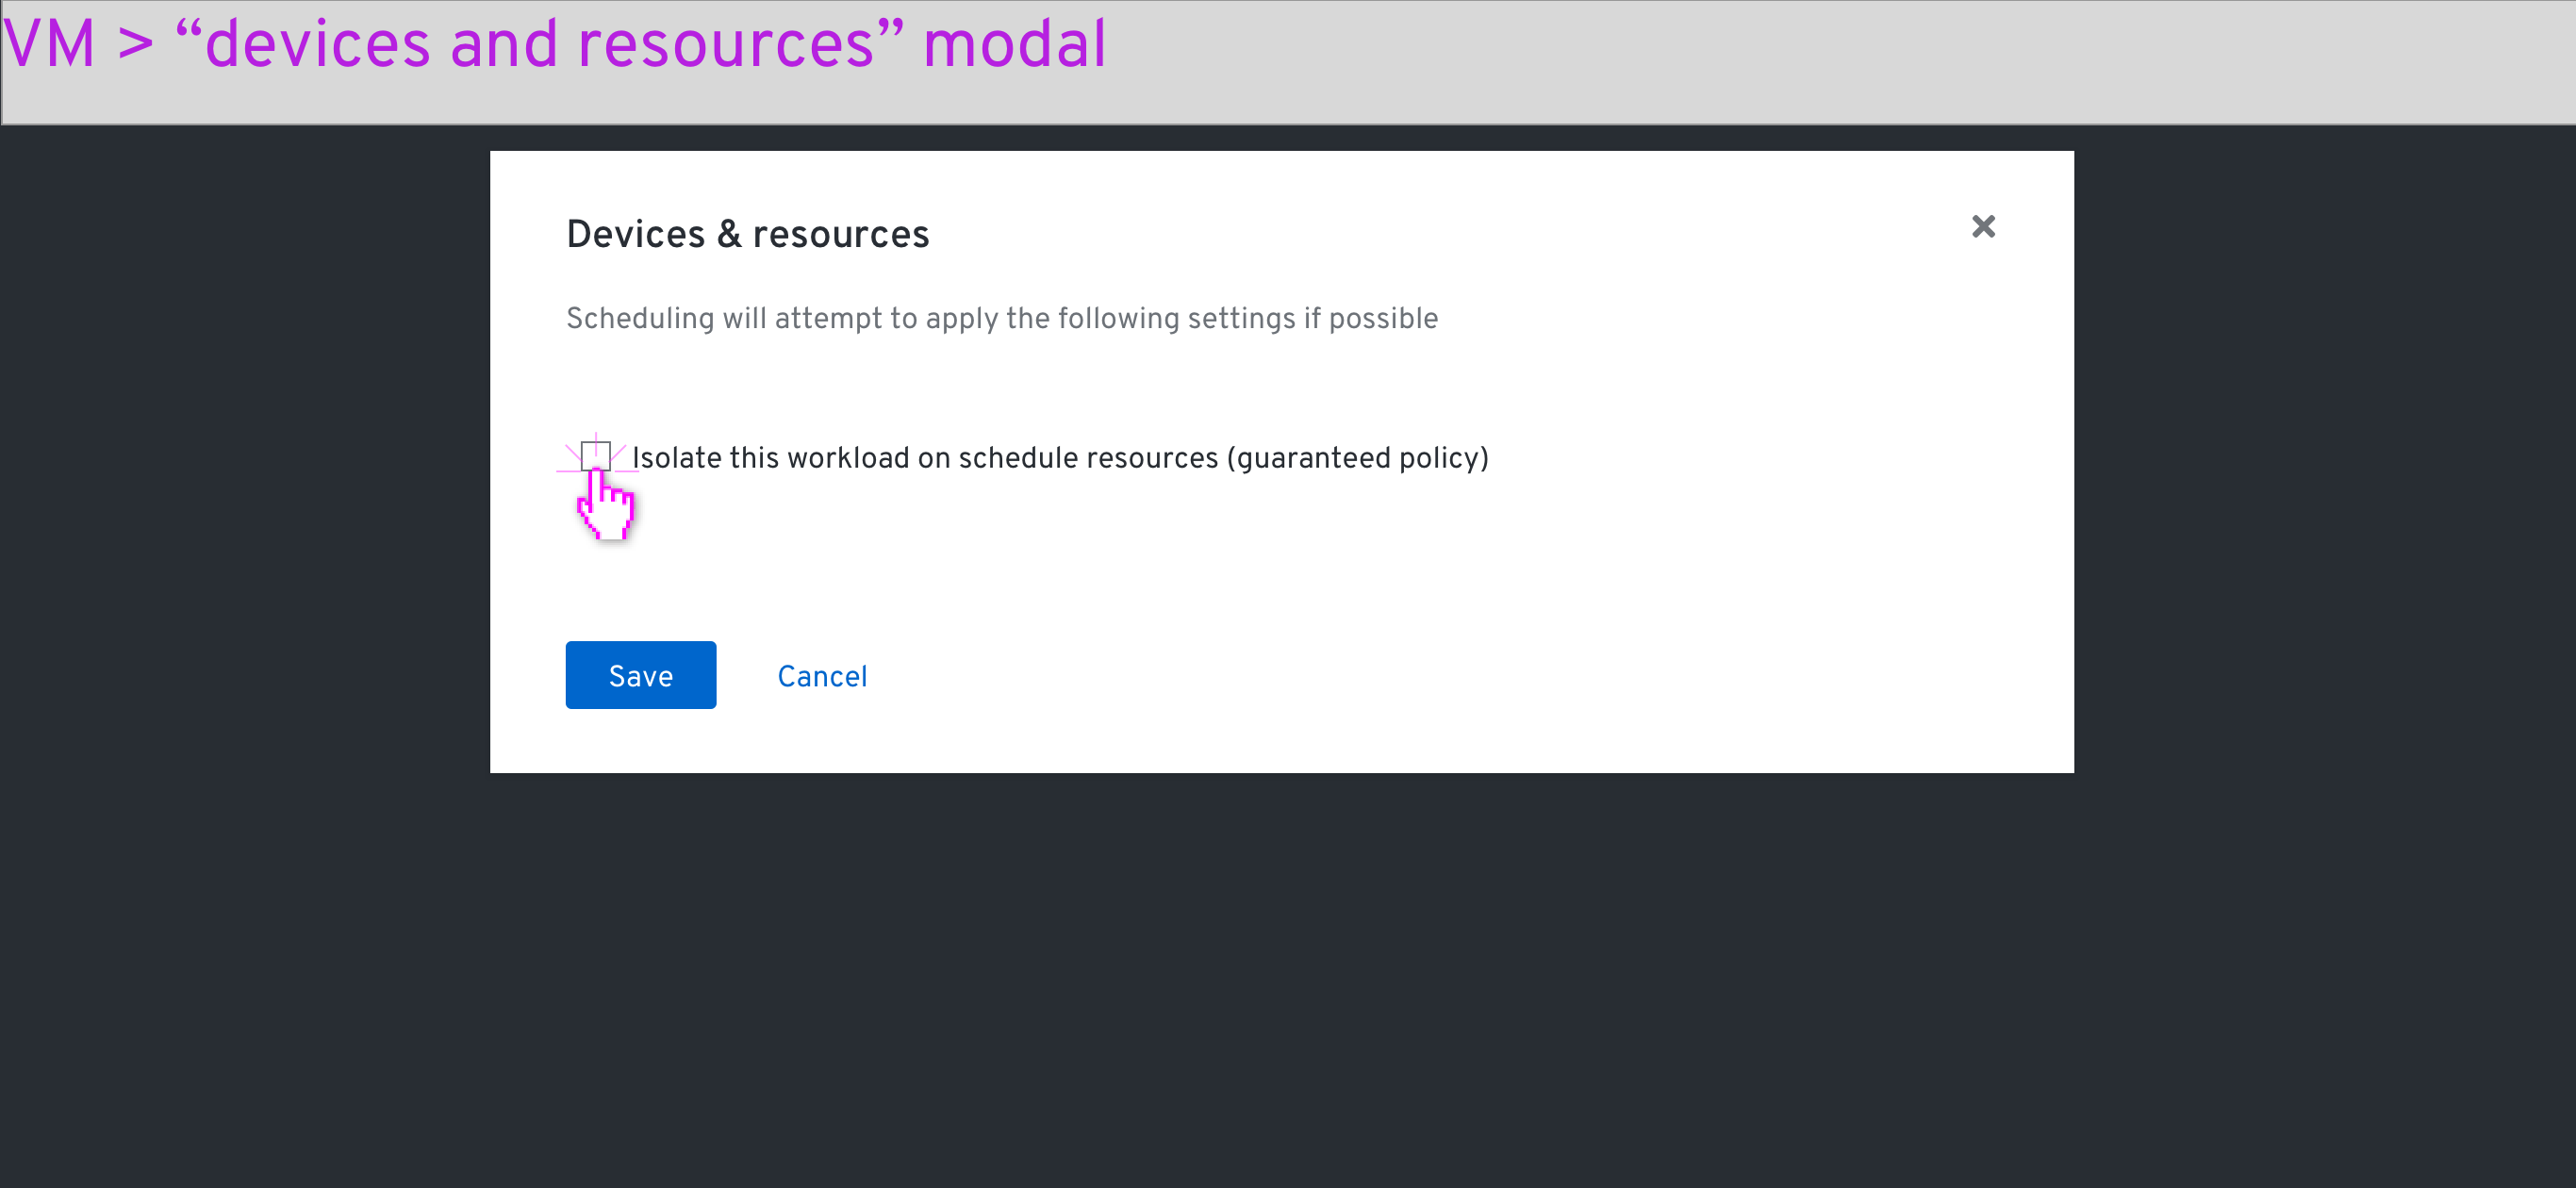 VM > “devices and resources” modal
Devices & resources
Scheduling will attempt to apply the following settings if possible
Isolate this workload on schedule resources (guaranteed policy)
Save Cancel